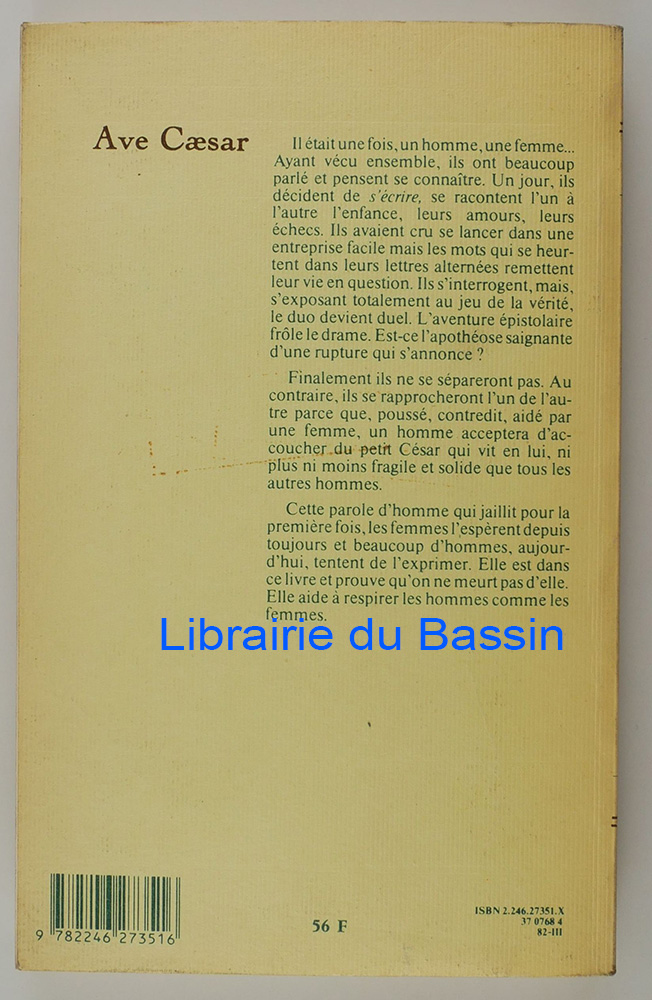 Ave Cæsar
Il était une fois, un homme, une femme...
Ayant vécu ensemble, ils ont beaucoup
parlé et pensent se connaître. Un jour, ils
décident de s'écrire, se racontent l'un à
l'autre l'enfance, leurs amours, leurs
échecs. Ils avaient cru se lancer dans une
entreprise facile mais les mots qui se heur-
tent dans leurs lettres alternées remettent
leur vie en question. Ils s'interrogent, mais,
s'exposant totalement au jeu de la vérité,
le duo devient duel. L'aventure épistolaire
frôle le drame. Est-ce l'apothéose saignante
d'une rupture qui s'annonce ?
Finalement ils ne se sépareront pas. Au
contraire, ils se rapprocheront l'un de l'au-
tre parce que, poussé, contredit, aidé par
une femme, un homme acceptera d'ac-
coucher du petit César qui vit en lui, ni
plus ni moins fragile et solide que tous les
autres hommes.
Cette parole d'homme qui jaillit pour la
première fois, les femmes l'espèrent depuis
toujours et beaucoup d'hommes, aujour-
d'hui, tentent de l'exprimer. Elle est dans
ce livre et prouve qu'on ne meurt pas d'elle.
Elle aide à respirer les hommes comme les
femmes.
Librairie du Bassin
9 782246 273516
56 F
ISBN 2.246.27351.X
37 0768 4
82-III